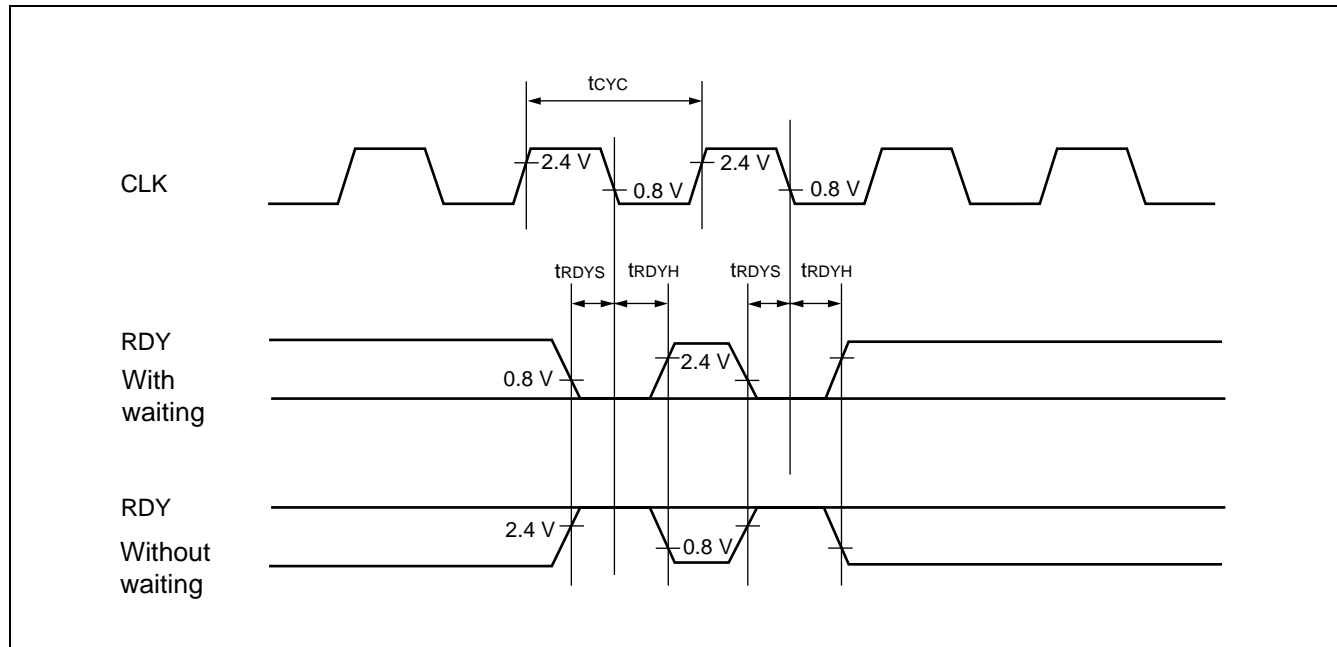 tCYC
2.4 V
2.4 V
CLK
0.8 V
0.8 V
tRDYS
tRDYH
tRDYS
tRDYH
RDY
With
waiting
2.4 V
0.8 V
RDY
Without
waiting
2.4 V
0.8 V